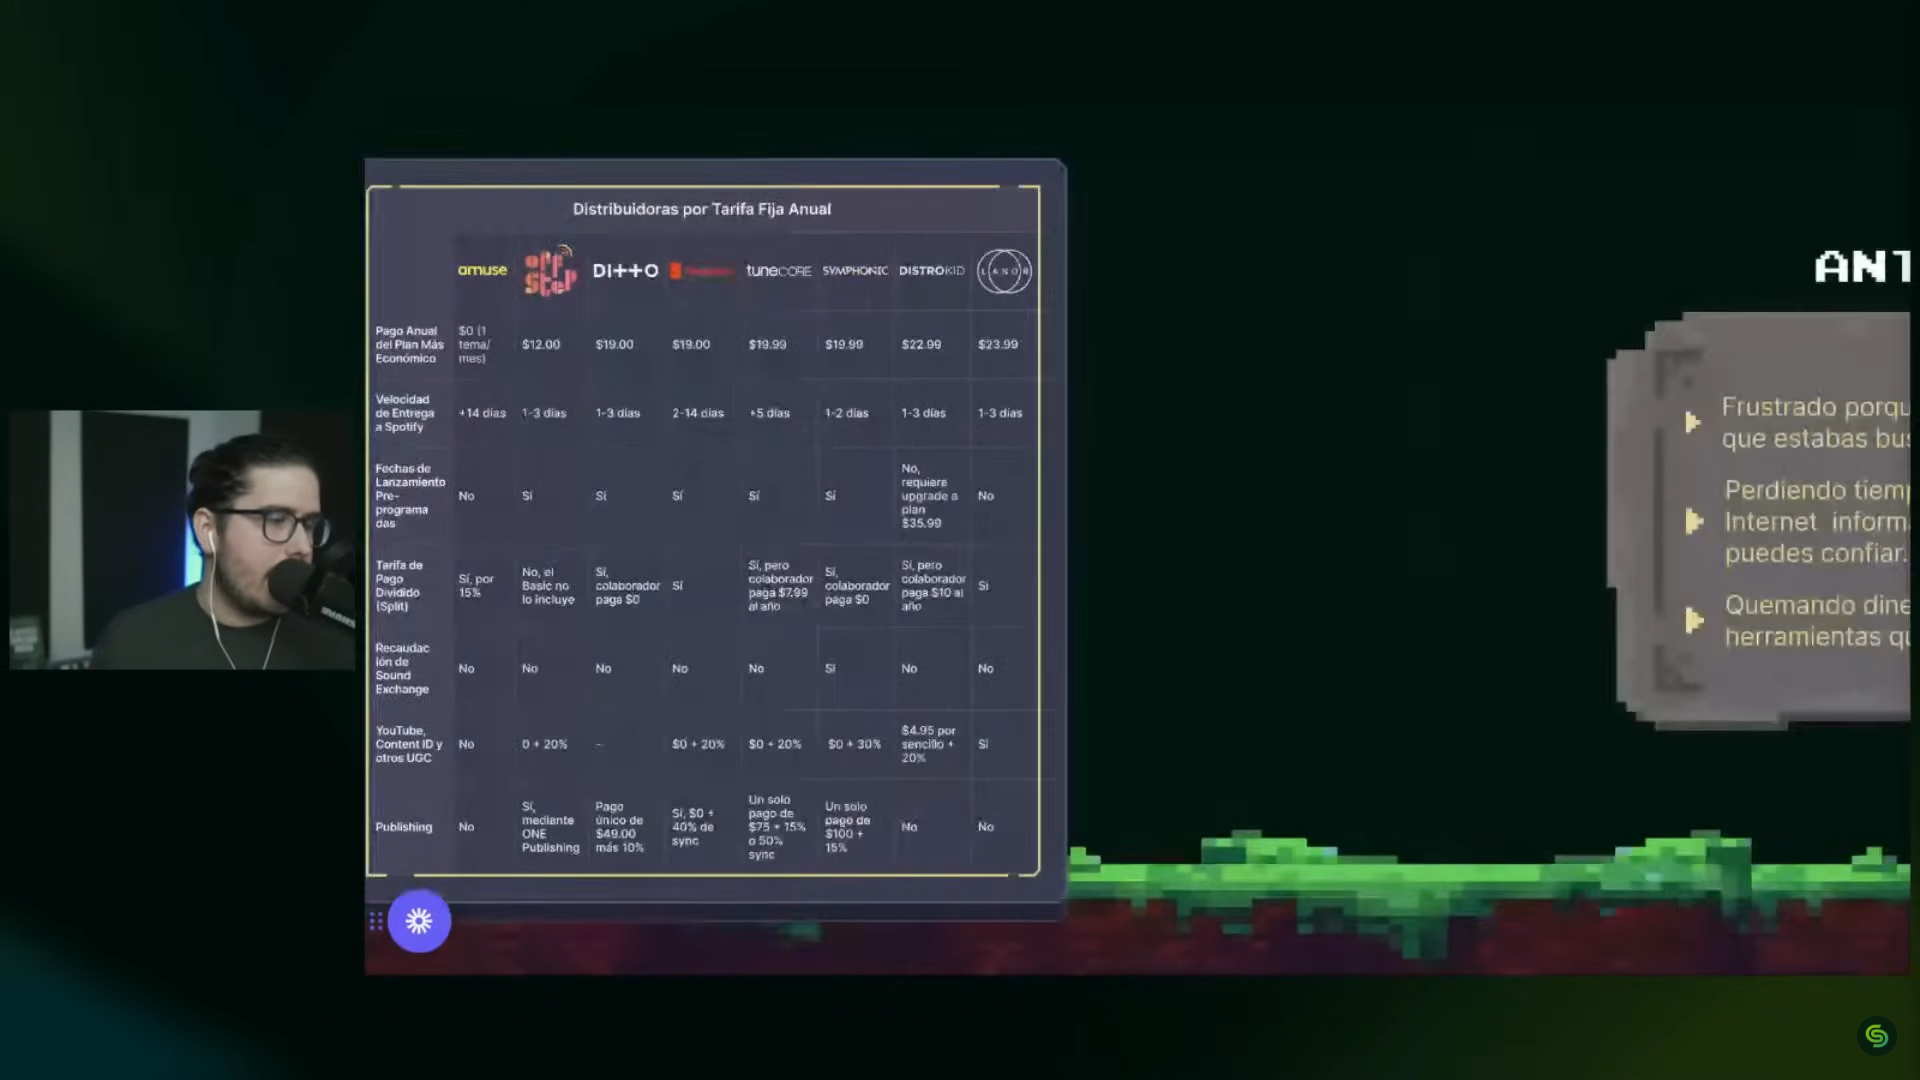 Distribuidoras por Tarifa Fija Anual
amuse
off
Step
DITTO
tuneCORE
SYMPHONIC
DISTROKID
LANDR
Pago Anual
del Plan Más
Económico
$0 (1
tema/
mes)
$12.00
$19.00
$19.00
$19.99
$19.99
$22.99
$23.99
Velocidad
de Entrega
a Spotify
+14 días
1-3 días
1-3 días
2-14 días
+5 días
1-2 días
1-3 días
1-3 días
Fechas de
Lanzamiento
Pre-
programa
das
No
Sí
Sí
Sí
Sí
Sí
No,
requiere
upgrade a
plan
$35.99
No
Tarifa de
Pago
Dividido
(Split)
Sí, por
15%
No, el
Basic no
lo incluye
Sí,
colaborador
paga $0
Sí
Sí, pero
colaborador
paga $7.99
al año
Sí,
colaborador
paga $0
Sí, pero
colaborador
paga $10 al
año
Sí
Recaudac
ión de
Sound
Exchange
No
No
No
No
No
Sí
No
No
YouTube,
Content ID y
otros UGC
No
0 + 20%
-
$0 + 20%
$0 + 20%
$0 + 30%
$4.95 por
sencillo +
20%
Sí
Publishing
No
Sí,
mediante
ONE
Publishing
Pago
único de
$49.00
más 10%
Sí, $0 +
40% de
sync
Un solo
pago de
$75 + 15%
o 50%
sync
Un solo
pago de
$100 +
15%
No
No
ANT
Frustrado porqu
que estabas bus
Perdiendo tiem
Internet inform
puedes confiar.
Quemando dine
herramientas qu